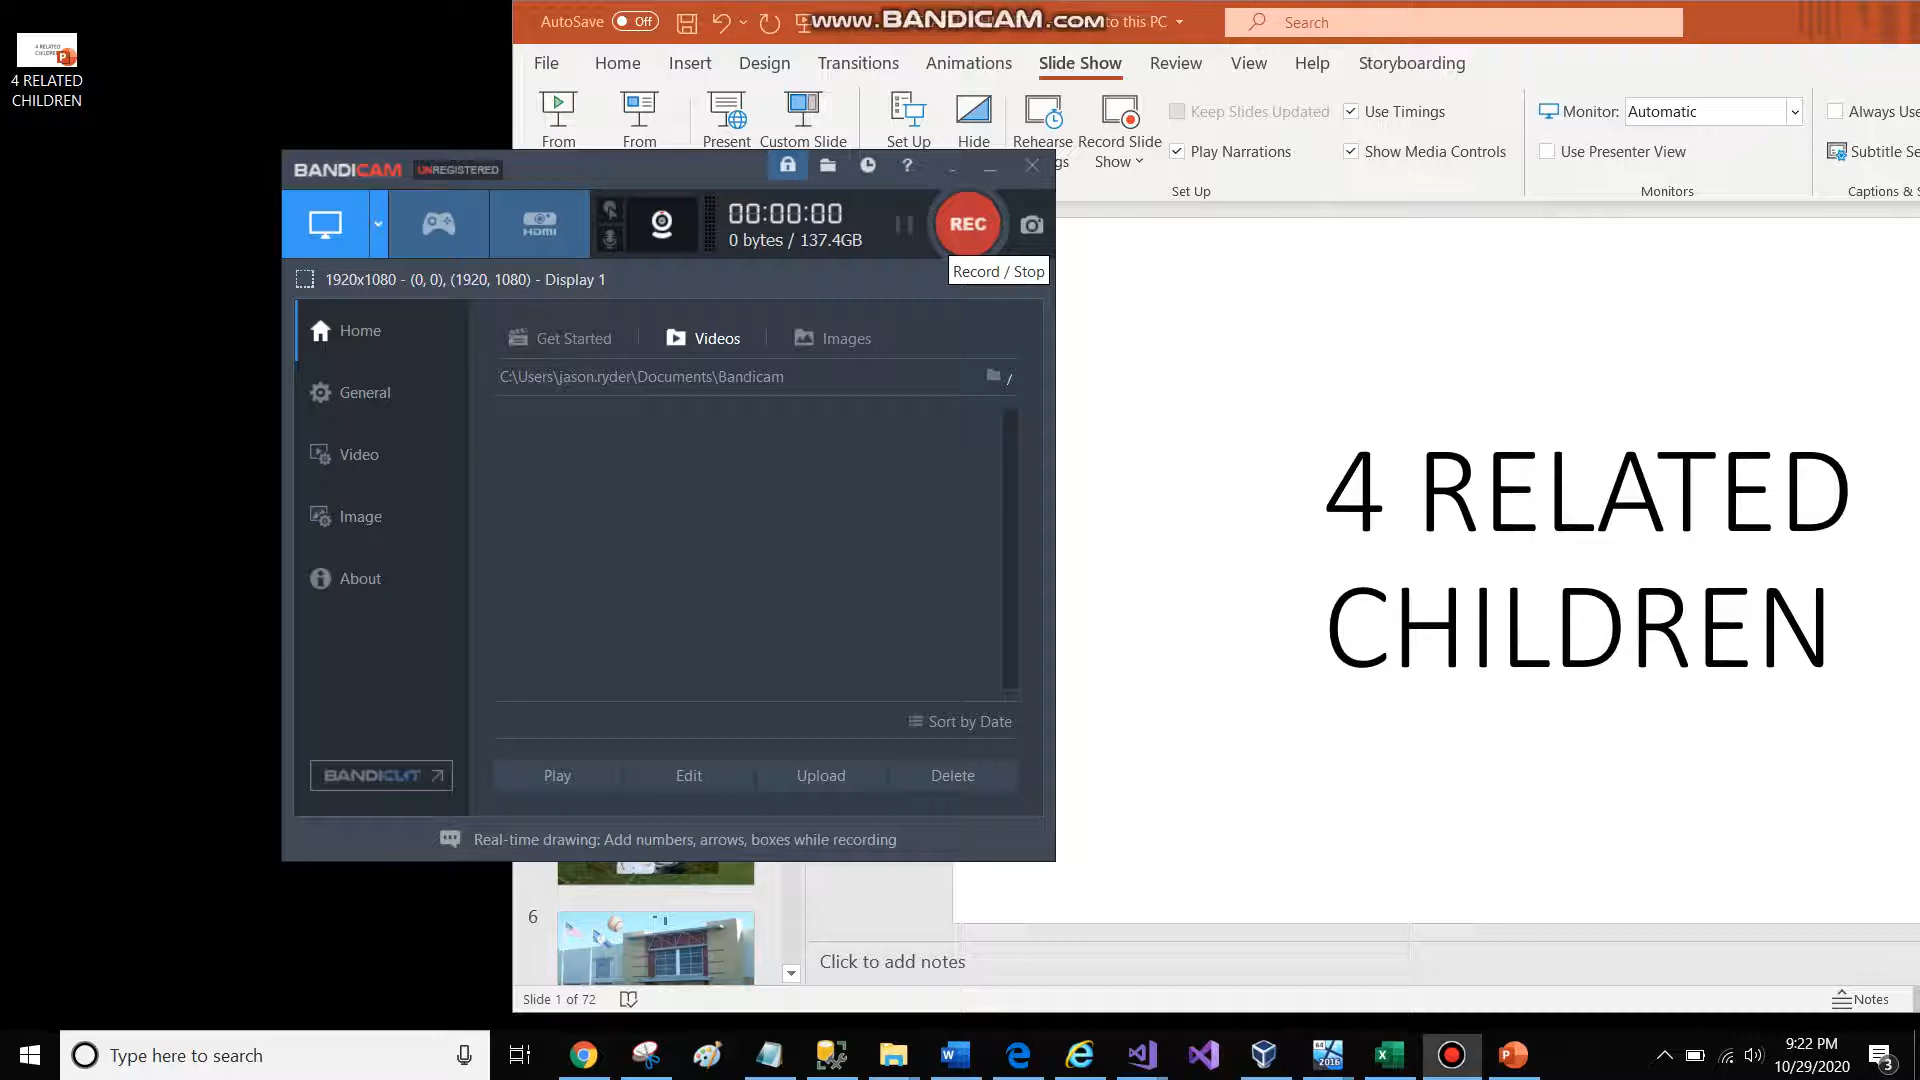 4 RELATED
CHILDREN
AutoSave Off
www.BANDICAM.com
to this PC
Search
File Home Insert Design Transitions Animations Slide Show Review View Help Storyboarding
From From Present Custom Slide Set Up Hide Rehearse Record Slide
Show
Keep Slides Updated Use Timings
Play Narrations Show Media Controls
Set Up
Monitor: Automatic
Use Presenter View
Monitors
Always Use
Subtitle Se
Captions &
BANDICAM UNREGISTERED
HDMI
00:00:00
0 bytes / 137.4GB
REC
Record / Stop
1920x1080 - (0, 0), (1920, 1080) - Display 1
Home
General
Video
Image
About
Get Started Videos Images
C:\Users\jason.ryder\Documents\Bandicam
/
Sort by Date
BANDICUT
Play Edit Upload Delete
Real-time drawing: Add numbers, arrows, boxes while recording
4 RELATED
CHILDREN
6
Click to add notes
Slide 1 of 72
Notes
Type here to search
64
2016
9:22 PM
10/29/2020
3